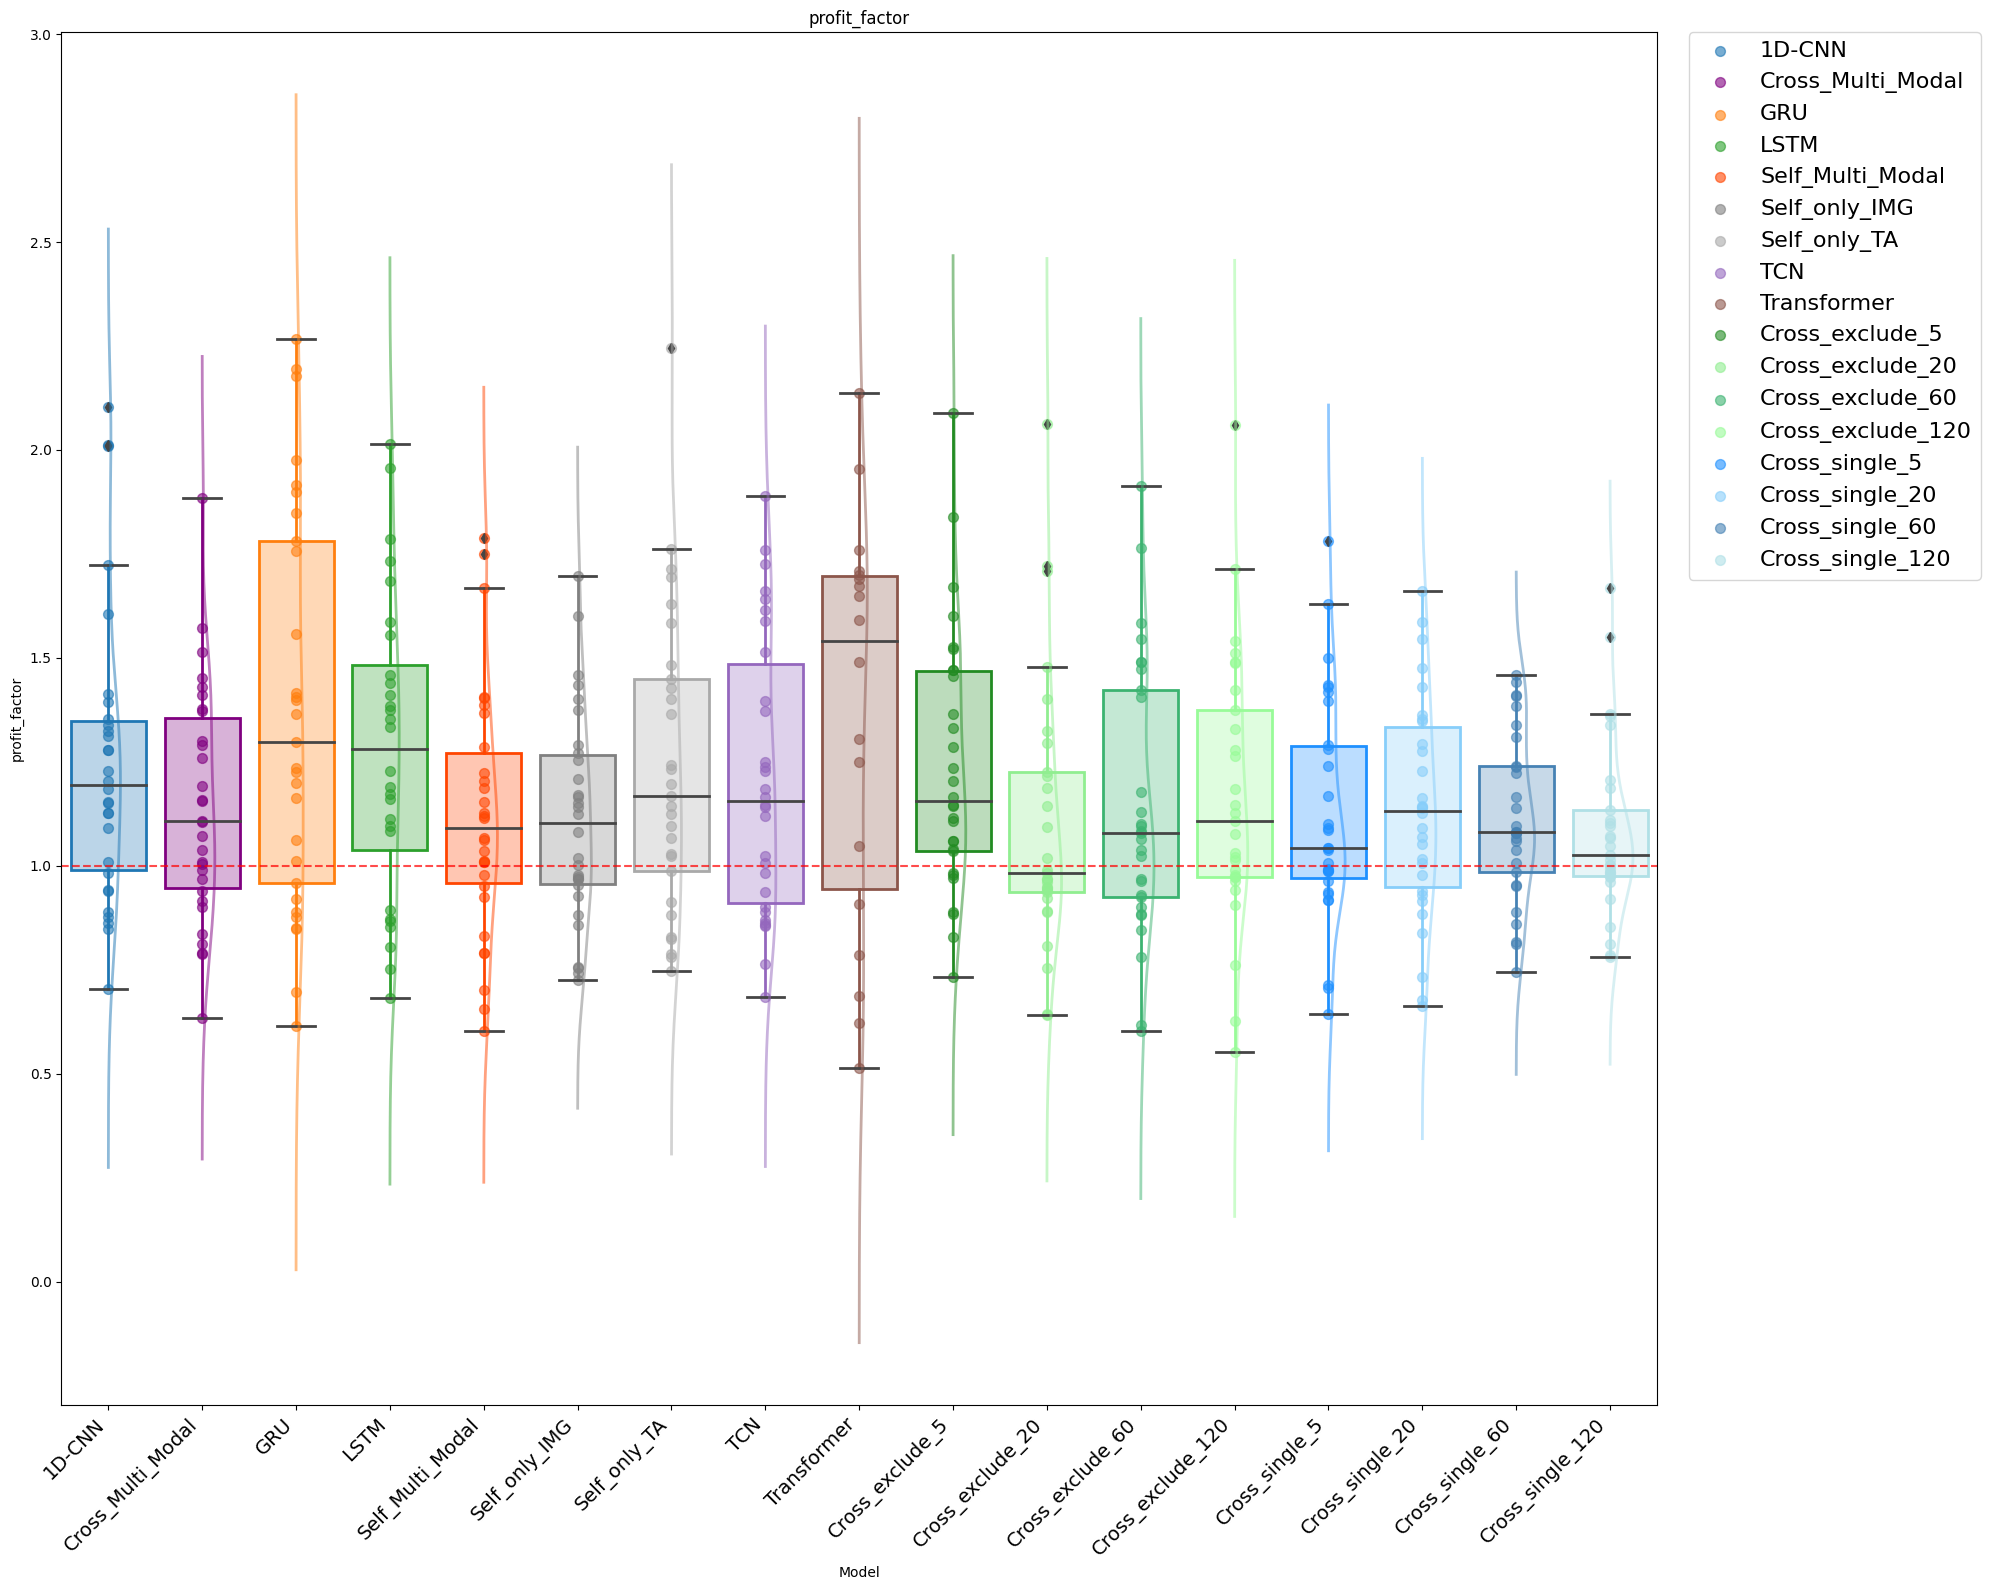 profit_factor
profit_factor
3.0
2.5
2.0
1.5
1.0
0.5
0.0
1D-CNN
Cross_Multi_Modal
GRU
LSTM
Self_Multi_Modal
Self_only_IMG
Self_only_TA
TCN
Transformer
Cross_exclude_5
Cross_exclude_20
Cross_exclude_60
Cross_exclude_120
Cross_single_5
Cross_single_20
Cross_single_60
Cross_single_120
Model
1D-CNN
Cross_Multi_Modal
GRU
LSTM
Self_Multi_Modal
Self_only_IMG
Self_only_TA
TCN
Transformer
Cross_exclude_5
Cross_exclude_20
Cross_exclude_60
Cross_exclude_120
Cross_single_5
Cross_single_20
Cross_single_60
Cross_single_120